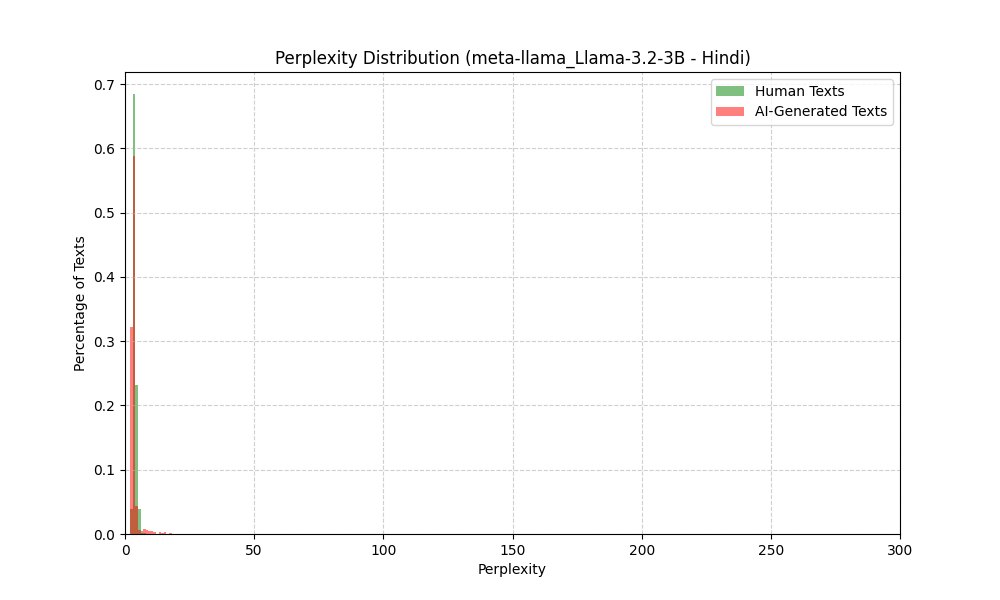 Perplexity Distribution (meta-llama_Llama-3.2-3B - Hindi)
Human Texts
AI-Generated Texts
Percentage of Texts
0.7
0.6
0.5
0.4
0.3
0.2
0.1
0.0
0 50 100 150 200 250 300
Perplexity